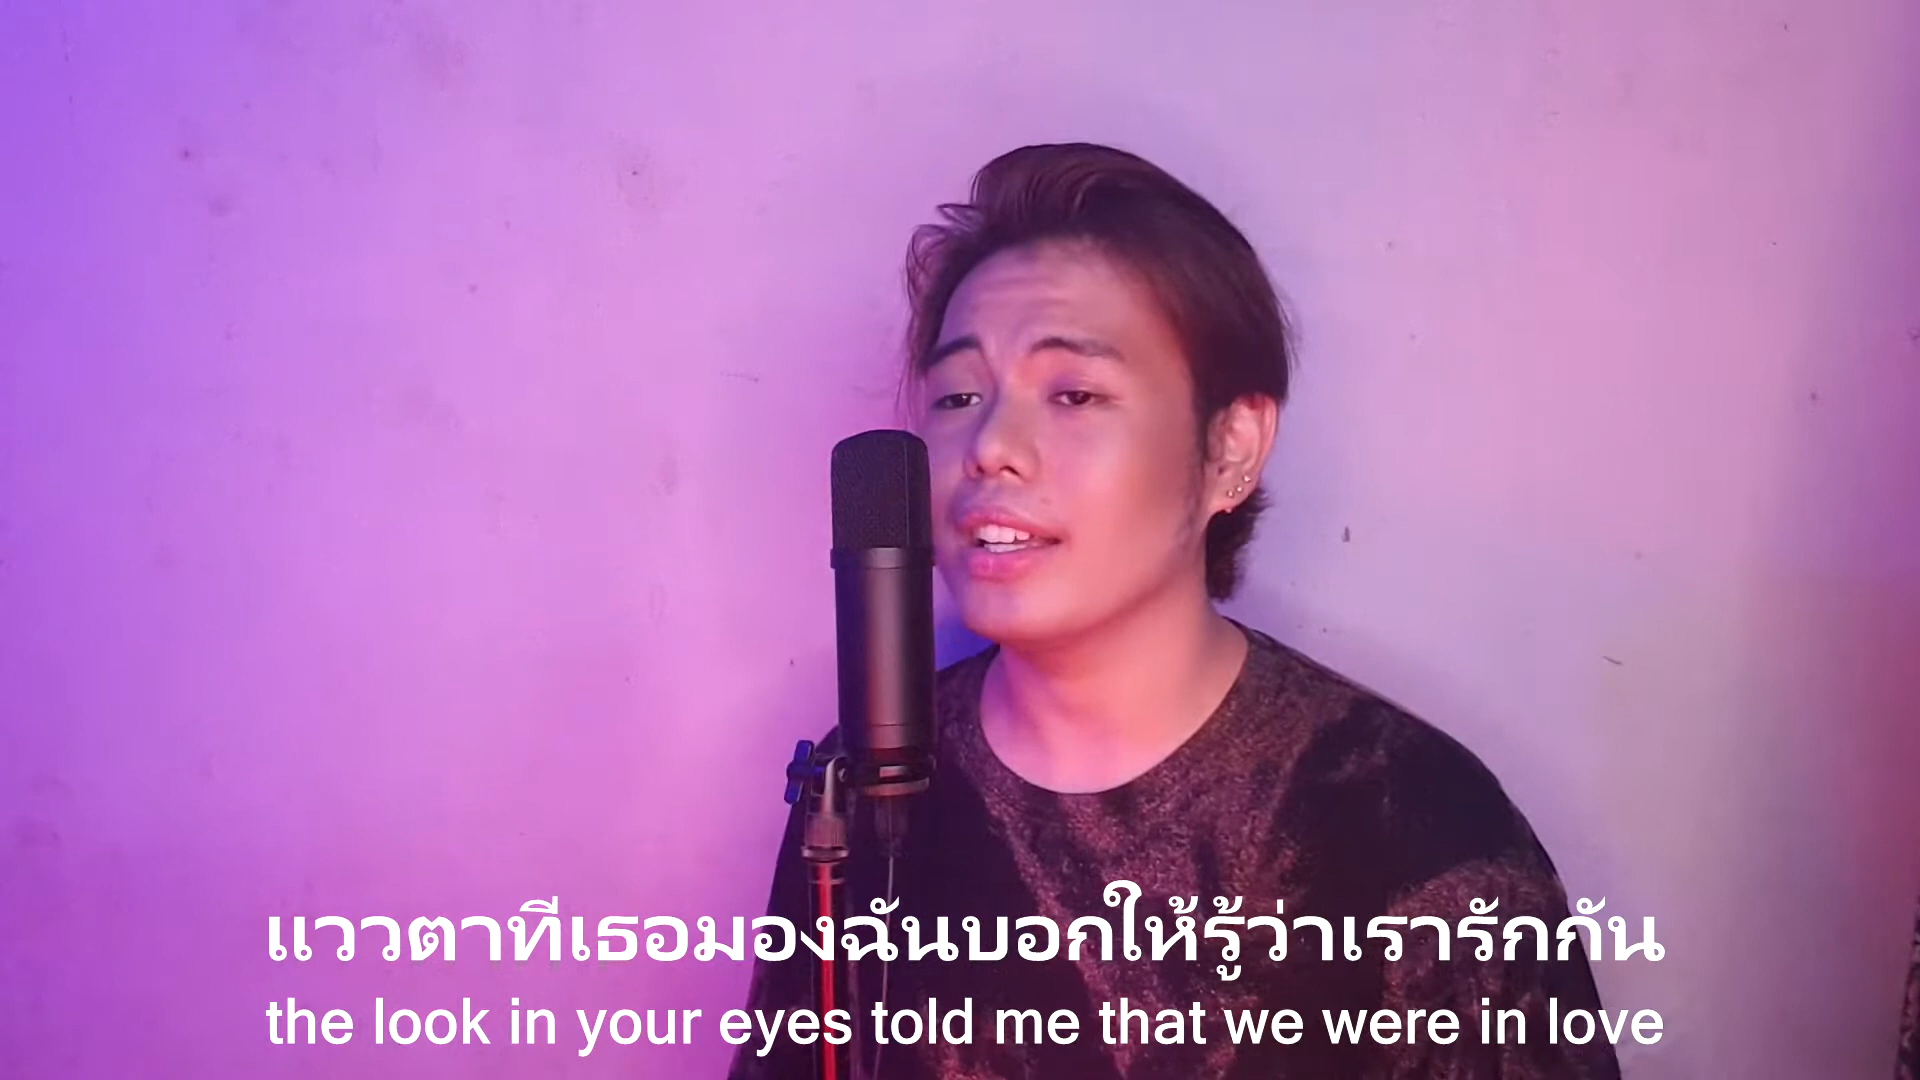 แววตาที่เธอมองฉันบอกให้รู้ว่าเรารักกัน
the look in your eyes told me that we were in love